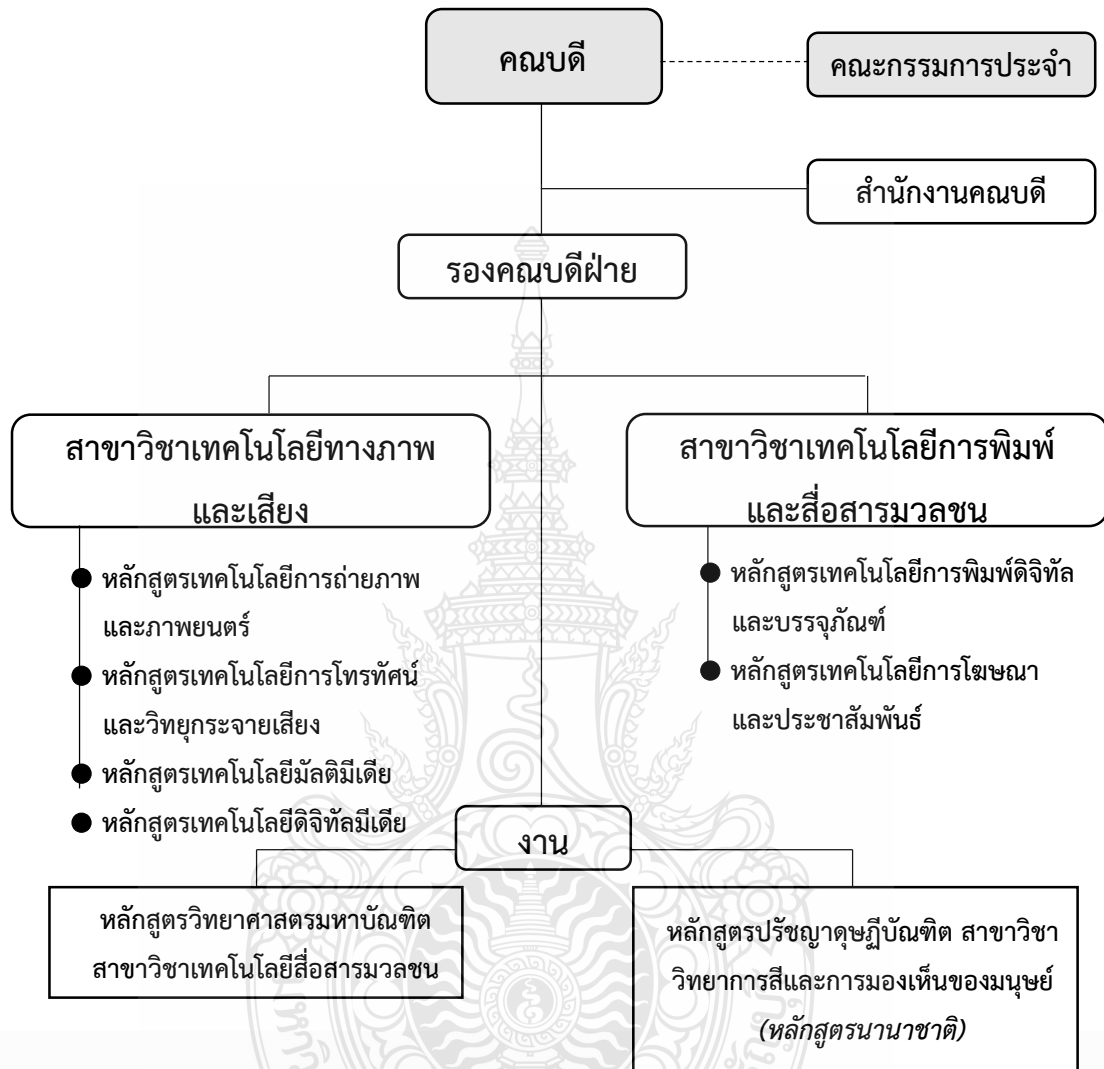 คณบดี
คณะกรรมการประจำ
สำนักงานคณบดี
รองคณบดีฝ่าย
สาขาวิชาเทคโนโลยีทางภาพ
และเสียง
สาขาวิชาเทคโนโลยีการพิมพ์
และสื่อสารมวลชน
หลักสูตรเทคโนโลยีการถ่ายภาพ
และภาพยนตร์
หลักสูตรเทคโนโลยีการโทรทัศน์
และวิทยุกระจายเสียง
หลักสูตรเทคโนโลยีมัลติมีเดีย
หลักสูตรเทคโนโลยีดิจิทัลมีเดีย
หลักสูตรเทคโนโลยีการพิมพ์ดิจิทัล
และบรรจุภัณฑ์
หลักสูตรเทคโนโลยีการโฆษณา
และประชาสัมพันธ์
งาน
หลักสูตรวิทยาศาสตรมหาบัณฑิต
สาขาวิชาเทคโนโลยีสื่อสารมวลชน
หลักสูตรปรัชญาดุษฎีบัณฑิต สาขาวิชา
วิทยาการสีและการมองเห็นของมนุษย์
(หลักสูตรนานาชาติ)